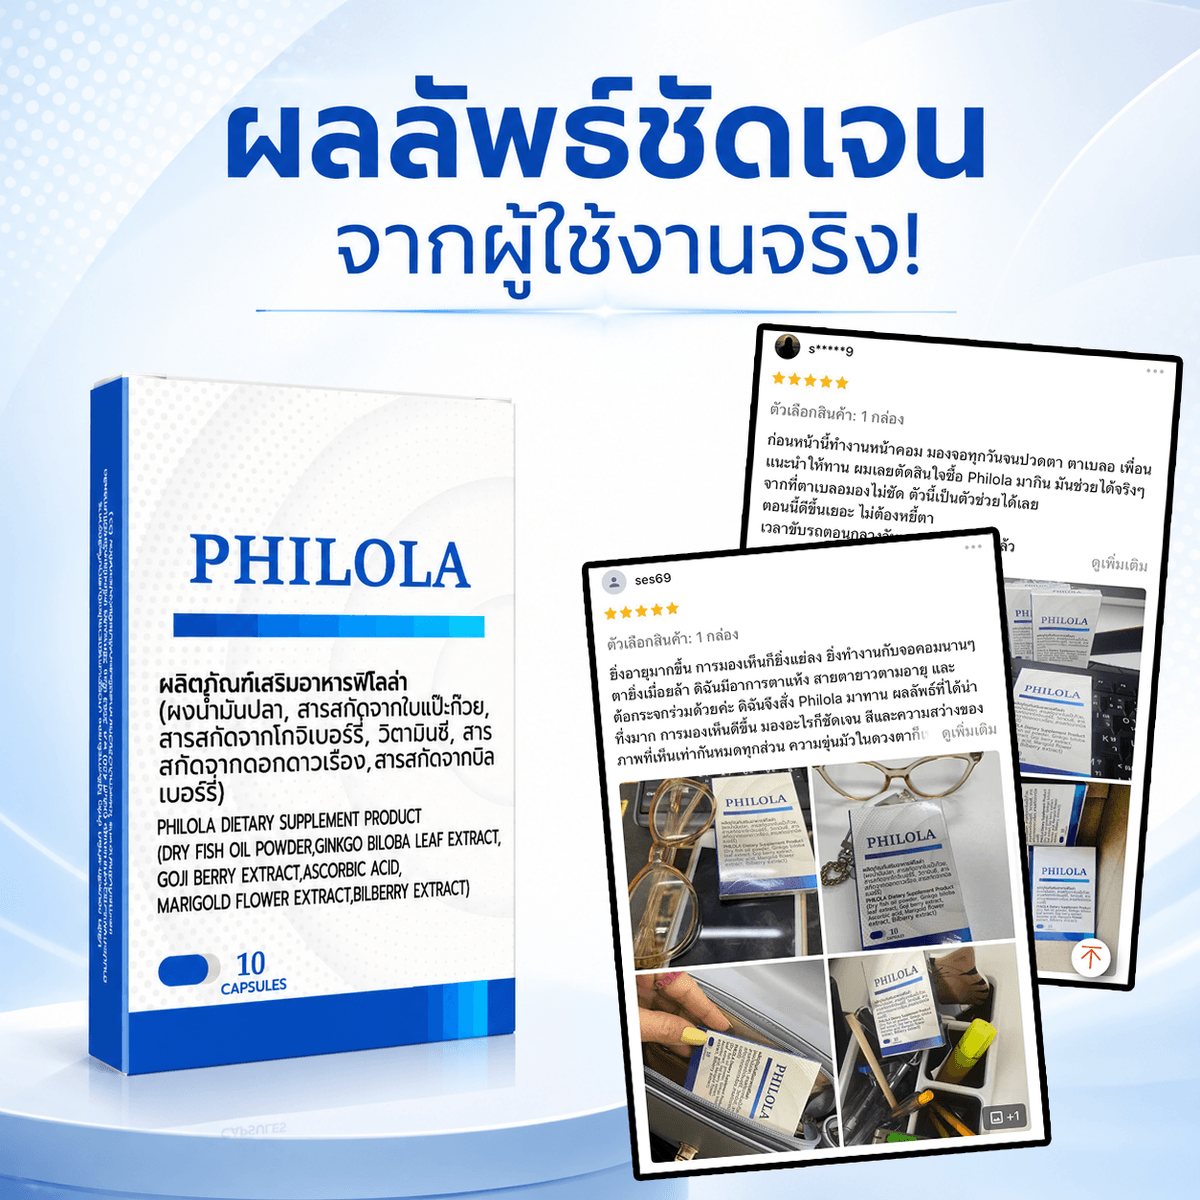 ผลลัพธ์ชัดเจน
จากผู้ใช้งานจริง!
PHILOLA
ผลิตภัณฑ์เสริมอาหารฟิโลล่า
(ผงน้ำมันปลา, สารสกัดจากใบแป๊ะก๊วย,
สารสกัดจากโกจิเบอร์รี่, วิตามินซี, สาร
สกัดจากดอกดาวเรือง,สารสกัดจากบิล
เบอร์รี่)
PHILOLA DIETARY SUPPLEMENT PRODUCT
(DRY FISH OIL POWDER,GINKGO BILOBA LEAF EXTRACT,
GOJI BERRY EXTRACT,ASCORBIC ACID,
MARIGOLD FLOWER EXTRACT,BILBERRY EXTRACT)
10
CAPSULES
s*****9
ตัวเลือกสินค้า: 1 กล่อง
ก่อนหน้านี้ทำงานหน้าคอม มองจอทุกวันจนปวดตา ตาเบลอ เพื่อน
แนะนำให้ทาน ผมเลยตัดสินใจซื้อ Philola มากิน มันช่วยได้จริงๆ
จากที่ตาเบลอมองไม่ชัด ตัวนี้เป็นตัวช่วยได้เลย
ตอนนี้ดีขึ้นเยอะ ไม่ต้องหยี้ตา
เวลาขับรถตอนกลาง
ดูเพิ่มเติม
PHILOLA
PHILOLA
PHILOLA
ses69
ตัวเลือกสินค้า: 1 กล่อง
ยิ่งอายุมากขึ้น การมองเห็นก็ยิ่งแย่ลง ยิ่งทำงานกับจอคอมนานๆ
ตายิ่งเมื่อยล้า ดิฉันมีอาการตาแห้ง สายตายาวตามอายุ และ
ต้อกระจกร่วมด้วยค่ะ ดิฉันจึงสั่ง Philola มาทาน ผลลัพธ์ที่ได้น่า
ทึ่งมาก การมองเห็นดีขึ้น มองอะไรก็ชัดเจน สีและความสว่างของ
ภาพที่เห็นเท่ากันหมดทุกส่วน ความขุ่นมัวในดวงตาก็ ดูเพิ่มเติม
PHILOLA
PHILOLA
10
CAPSULES
PHILOLA
PHILOLA
+1